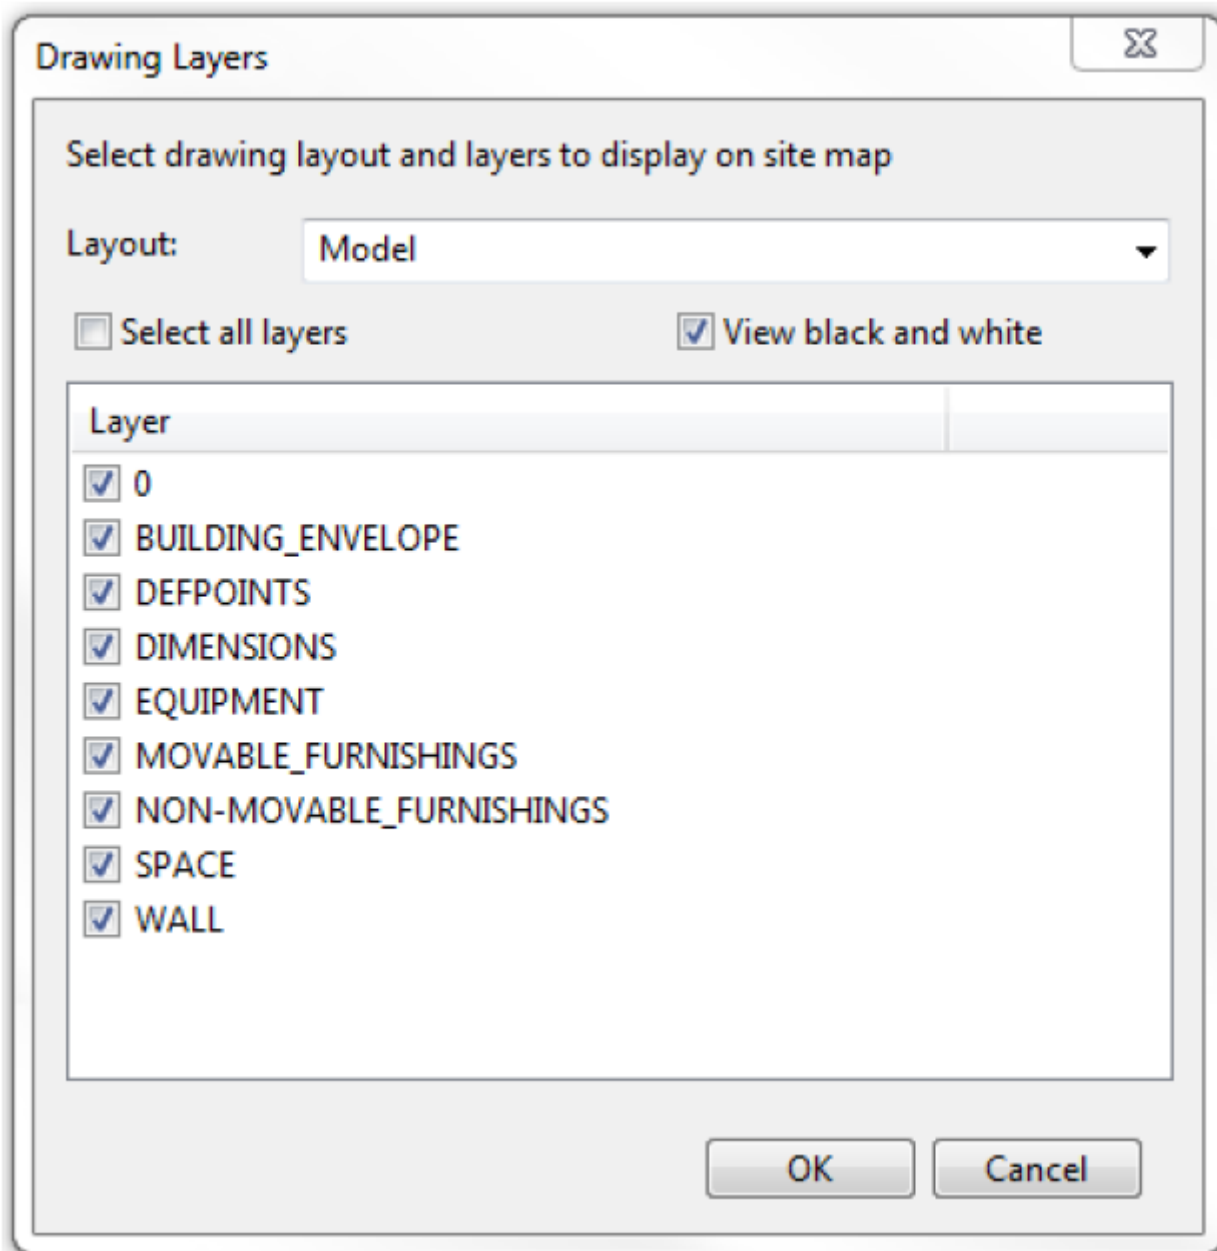 Drawing Layers
Select drawing layout and layers to display on site map
Layout: Model
Select all layers View black and white
Layer
0
BUILDING_ENVELOPE
DEFPOINTS
DIMENSIONS
EQUIPMENT
MOVABLE_FURNISHINGS
NON-MOVABLE_FURNISHINGS
SPACE
WALL
OK Cancel